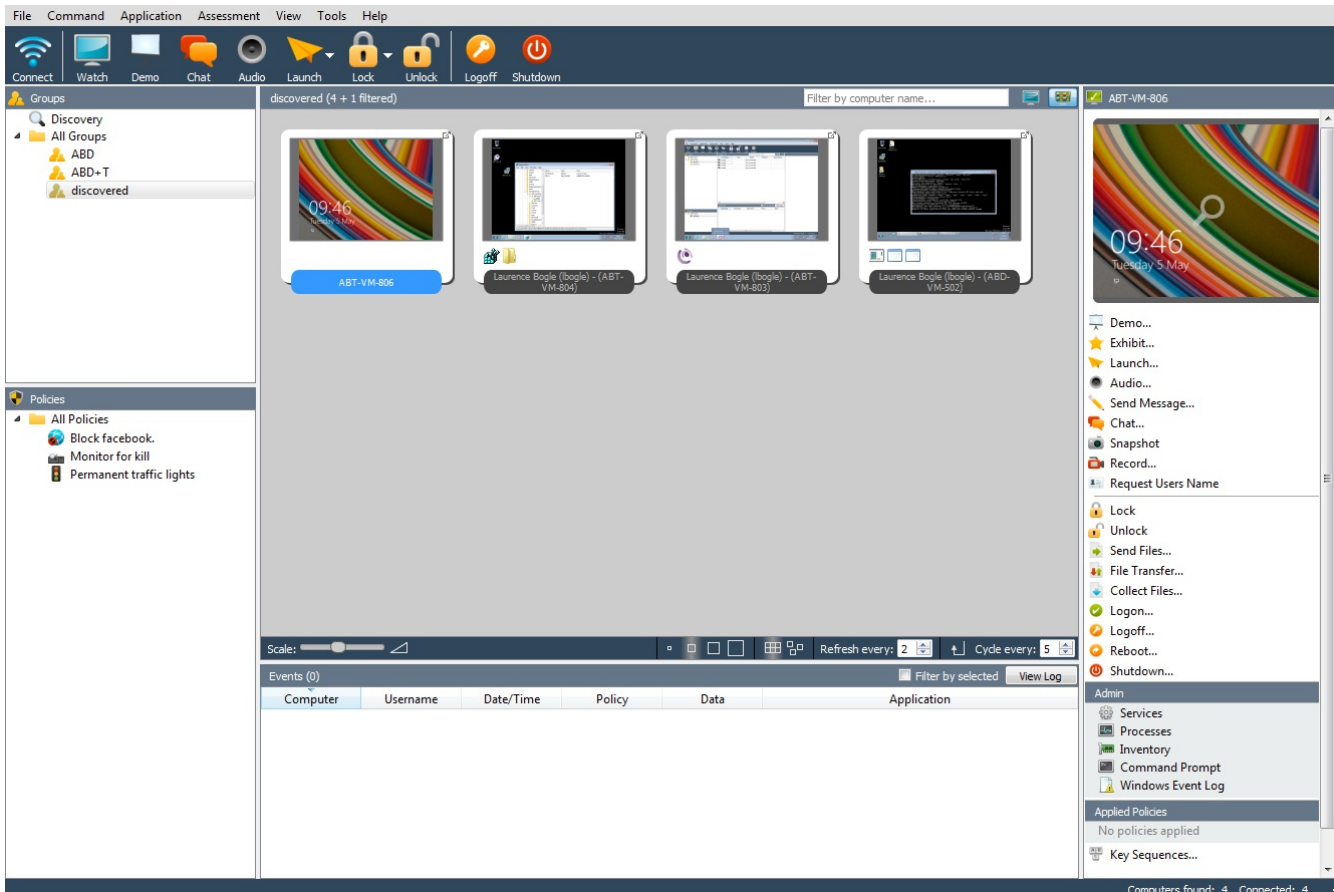 File Command Application Assessment View Tools Help
Connect Watch Demo Chat Audio Launch Lock Unlock Logoff Shutdown
Groups
Discovery
All Groups
ABD
ABD+T
discovered
Policies
All Policies
Block facebook.
Monitor for kill
Permanent traffic lights
discovered (4 + 1 filtered)
Filter by computer name...
09:46
Tuesday 5 May
ABT-VM-806
Laurence Bogle (lbogle) - (ABT-
VM-804)
Laurence Bogle (lbogle) - (ABT-
VM-803)
Laurence Bogle (lbogle) - (ABD-
VM-502)
Scale:
Refresh every: 2
Cycle every: 5
Events (0)
Filter by selected
View Log
Computer Username Date/Time Policy Data Application
ABT-VM-806
09:46
Tuesday 5 May
Demo...
Exhibit...
Launch...
Audio...
Send Message...
Chat...
Snapshot
Record...
Request Users Name
Lock
Unlock
Send Files...
File Transfer...
Collect Files...
Logon...
Logoff...
Reboot...
Shutdown...
Admin
Services
Processes
Inventory
Command Prompt
Windows Event Log
Applied Policies
No policies applied
Key Sequences...
Computers found: 4 Connected: 4